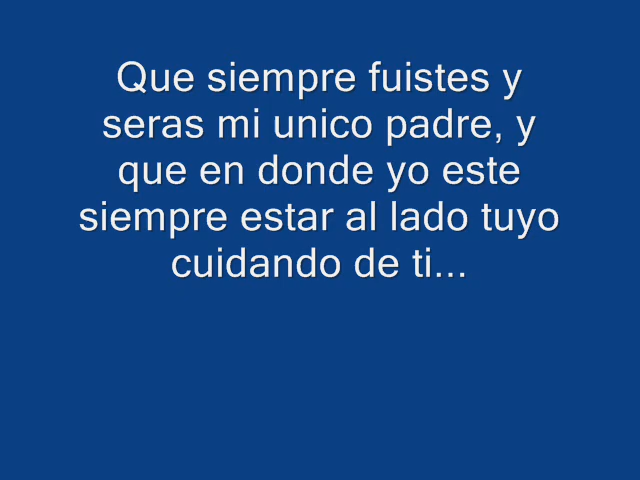 Que siempre fuistes y
seras mi unico padre, y
que en donde yo este
siempre estar al lado tuyo
cuidando de ti...